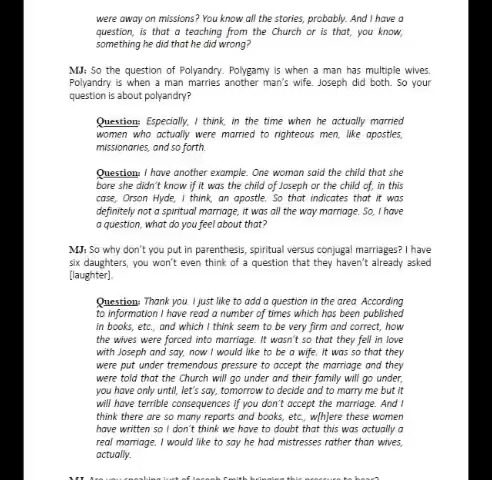 were away on missions? You know all the stories, probably. And I have a
question, is that a teaching from the Church or is that, you know,
something he did that he did wrong?
MJ: So the question of Polyandry. Polygamy is when a man has multiple wives.
Polyandry is when a man marries another man's wife. Joseph did both. So your
question is about polyandry?
Question: Especially, I think, in the time when he actually married
women who actually were married to righteous men, like apostles,
missionaries, and so forth.
Question: I have another example. One woman said the child that she
bore she didn't know if it was the child of Joseph or the child of, in this
case, Orson Hyde, I think, an apostle. So that indicates that it was
definitely not a spiritual marriage, it was all the way marriage. So, I have
a question, what do you feel about that?
MJ: So why don't you put in parenthesis, spiritual versus conjugal marriages? I have
six daughters, you won't even think of a question that they haven't already asked
[laughter].
Question: Thank you. I just like to add a question in the area. According
to information I have read a number of times which has been published
in books, etc., and which I think seem to be very firm and correct, how
the wives were forced into marriage. It wasn't so that they fell in love
with Joseph and say, now I would like to be a wife. It was so that they
were put under tremendous pressure to accept the marriage and they
were told that the Church will go under and their family will go under,
you have only until, let's say, tomorrow to decide and to marry me but it
will have terrible consequences if you don't accept the marriage. And I
think there are so many reports and books, etc., w[h]ere these women
have written so I don't think we have to doubt that this was actually a
real marriage. I would like to say he had mistresses rather than wives,
actually.
MJ: Are you speaking just of Joseph Smith bringing this pressure to bear?